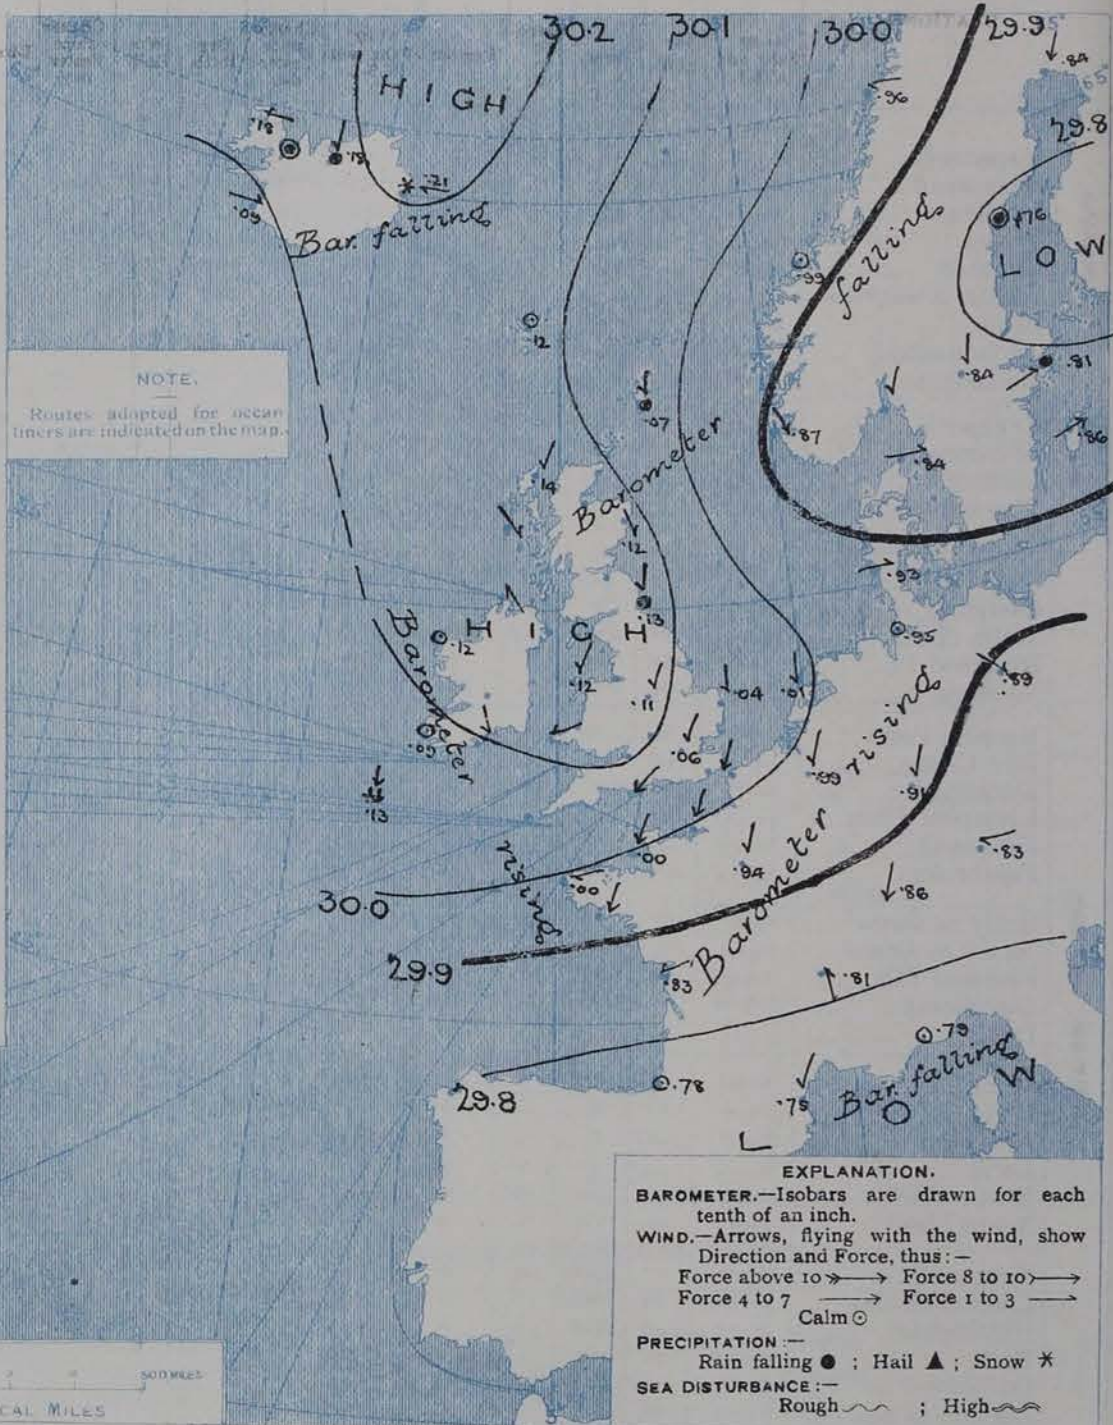 30.2 30.1 30.0 29.9
HIGH
.84
.96
65°
29.8
.18
.18
.21
.09
Bar. falling
.76
LOW
falling
.99
.12
.84
.81
NOTE.
Routes adopted for ocean
liners are indicated on the map.
.07
.87
.86
.84
Barometer
.14
.12
.93
.13
HIGH
.12
Barometer
.95
.12
.11
.04
.01
.89
.09
.06
rising
.99
.91
.13
rising
.00
.94
.83
.00
.86
30.0
Barometer
29.9
.83
.81
.79
Bar. falling
.78
29.8
.75
LOW
EXPLANATION.
BAROMETER.—Isobars are drawn for each
tenth of an inch.
WIND.—Arrows, flying with the wind, show
Direction and Force, thus:—
Force above 10 Force 8 to 10
Force 4 to 7 Force 1 to 3
Calm ⊙
PRECIPITATION:—
Rain falling ● ; Hail ▲ ; Snow *
SEA DISTURBANCE:—
Rough ; High
500 MILES
CAL MILES